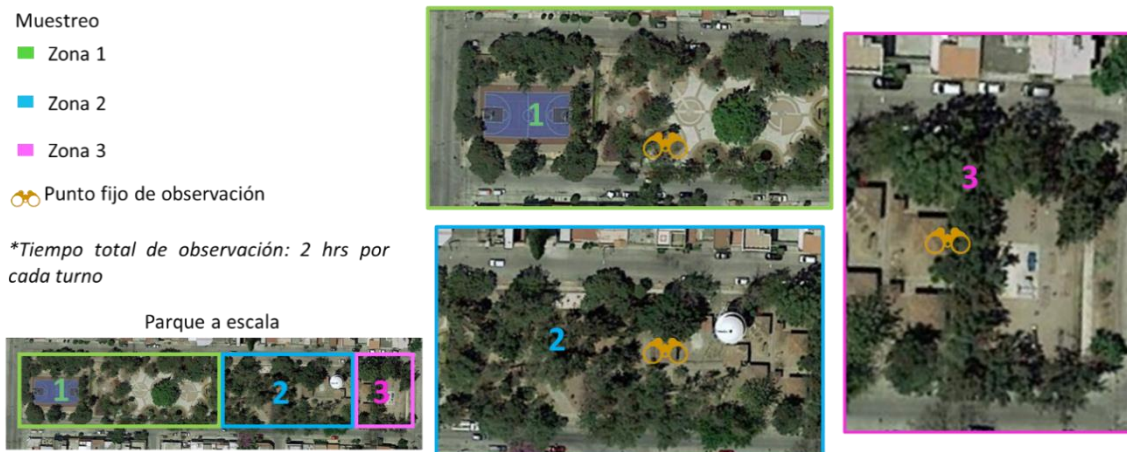 Muestreo
Zona 1
Zona 2
Zona 3
Punto fijo de observación
*Tiempo total de observación: 2 hrs por
cada turno
Parque a escala
1
2
3
1
2
3